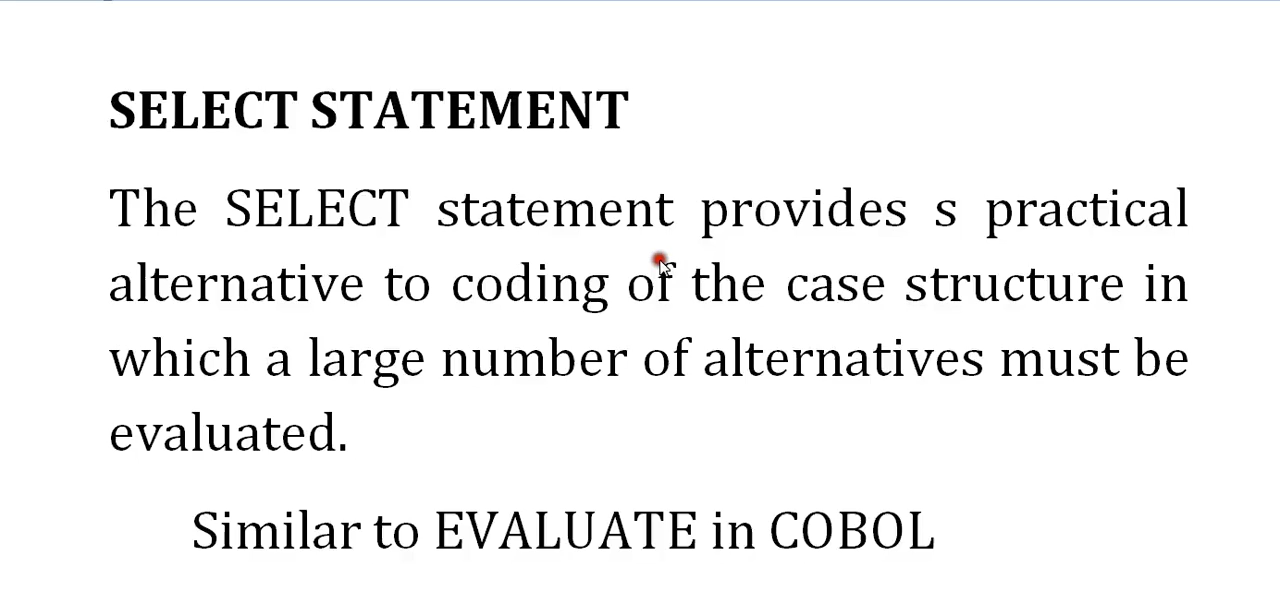 SELECT STATEMENT
The SELECT statement provides s practical
alternative to coding of the case structure in
which a large number of alternatives must be
evaluated.
Similar to EVALUATE in COBOL